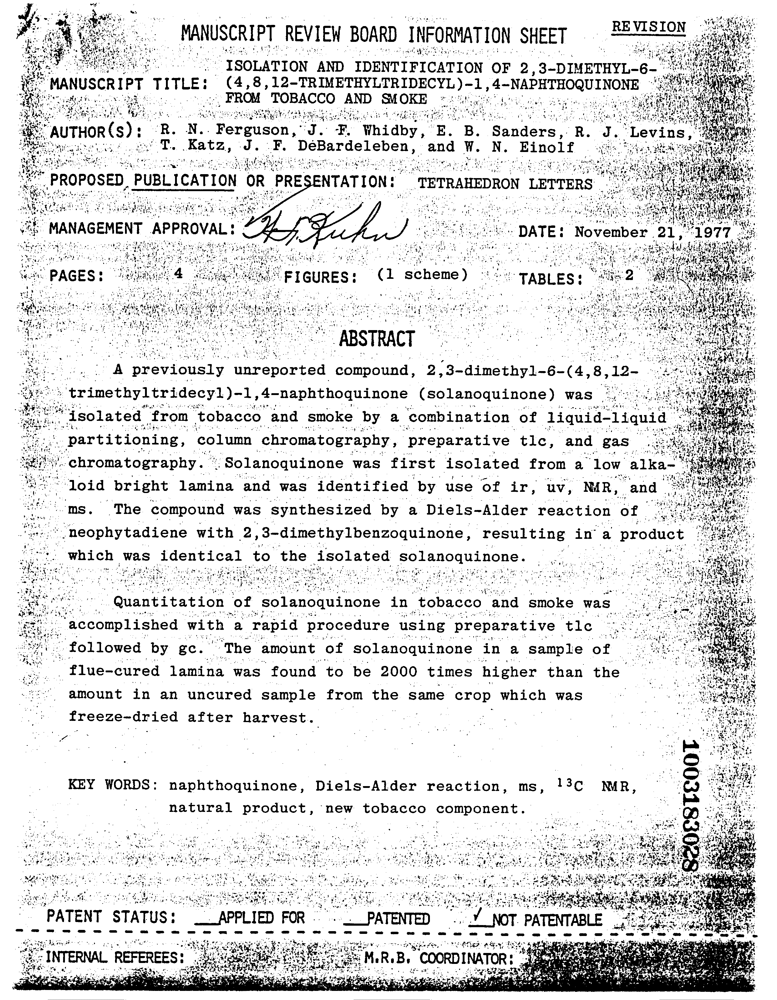 MANUSCRIPT REVIEW BOARD INFORMATION SHEET
REVISION
MANUSCRIPT TITLE: ISOLATION AND IDENTIFICATION OF 2,3-DIMETHYL-6-
(4,8,12-TRIMETHYLTRIDECYL)-1,4-NAPHTHOQUINONE
FROM TOBACCO AND SMOKE
AUTHOR(S): R. N. Ferguson, J. F. Whidby, E. B. Sanders, R. J. Levins,
T. Katz, J. F. DeBardeleben, and W. N. Einolf
PROPOSED PUBLICATION OR PRESENTATION: TETRAHEDRON LETTERS
MANAGEMENT APPROVAL: DATE: November 21, 1977
PAGES: 4 FIGURES: (1 scheme) TABLES: 2
ABSTRACT
A previously unreported compound, 2,3-dimethyl-6-(4,8,12-
trimethyltridecyl)-1,4-naphthoquinone (solanoquinone) was
isolated from tobacco and smoke by a combination of liquid-liquid
partitioning, column chromatography, preparative tlc, and gas
chromatography. Solanoquinone was first isolated from a low alka-
loid bright lamina and was identified by use of ir, uv, NMR, and
ms. The compound was synthesized by a Diels-Alder reaction of
neophytadiene with 2,3-dimethylbenzoquinone, resulting in a product
which was identical to the isolated solanoquinone.
Quantitation of solanoquinone in tobacco and smoke was
accomplished with a rapid procedure using preparative tlc
followed by gc. The amount of solanoquinone in a sample of
flue-cured lamina was found to be 2000 times higher than the
amount in an uncured sample from the same crop which was
freeze-dried after harvest.
KEY WORDS: naphthoquinone, Diels-Alder reaction, ms, ¹³C NMR,
natural product, new tobacco component.
1003183028
PATENT STATUS: __APPLIED FOR __PATENTED ✓ NOT PATENTABLE
INTERNAL REFEREES: M.R.B. COORDINATOR: